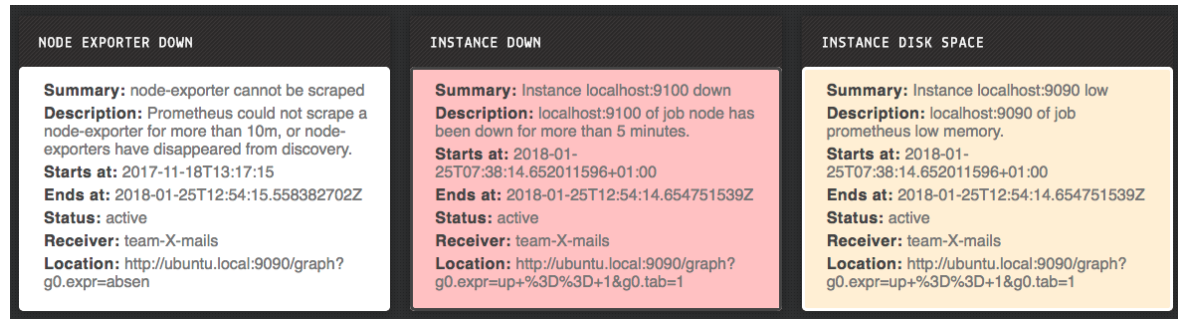 NODE EXPORTER DOWN
Summary: node-exporter cannot be scraped
Description: Prometheus could not scrape a
node-exporter for more than 10m, or node-
exporters have disappeared from discovery.
Starts at: 2017-11-18T13:17:15
Ends at: 2018-01-25T12:54:15.558382702Z
Status: active
Receiver: team-X-mails
Location: http://ubuntu.local:9090/graph?
g0.expr=absen
INSTANCE DOWN
Summary: Instance localhost:9100 down
Description: localhost:9100 of job node has
been down for more than 5 minutes.
Starts at: 2018-01-
25T07:38:14.652011596+01:00
Ends at: 2018-01-25T12:54:14.654751539Z
Status: active
Receiver: team-X-mails
Location: http://ubuntu.local:9090/graph?
g0.expr=up+%3D%3D+1&g0.tab=1
INSTANCE DISK SPACE
Summary: Instance localhost:9090 low
Description: localhost:9090 of job
prometheus low memory.
Starts at: 2018-01-
25T07:38:14.652011596+01:00
Ends at: 2018-01-25T12:54:14.654751539Z
Status: active
Receiver: team-X-mails
Location: http://ubuntu.local:9090/graph?
g0.expr=up+%3D%3D+1&g0.tab=1